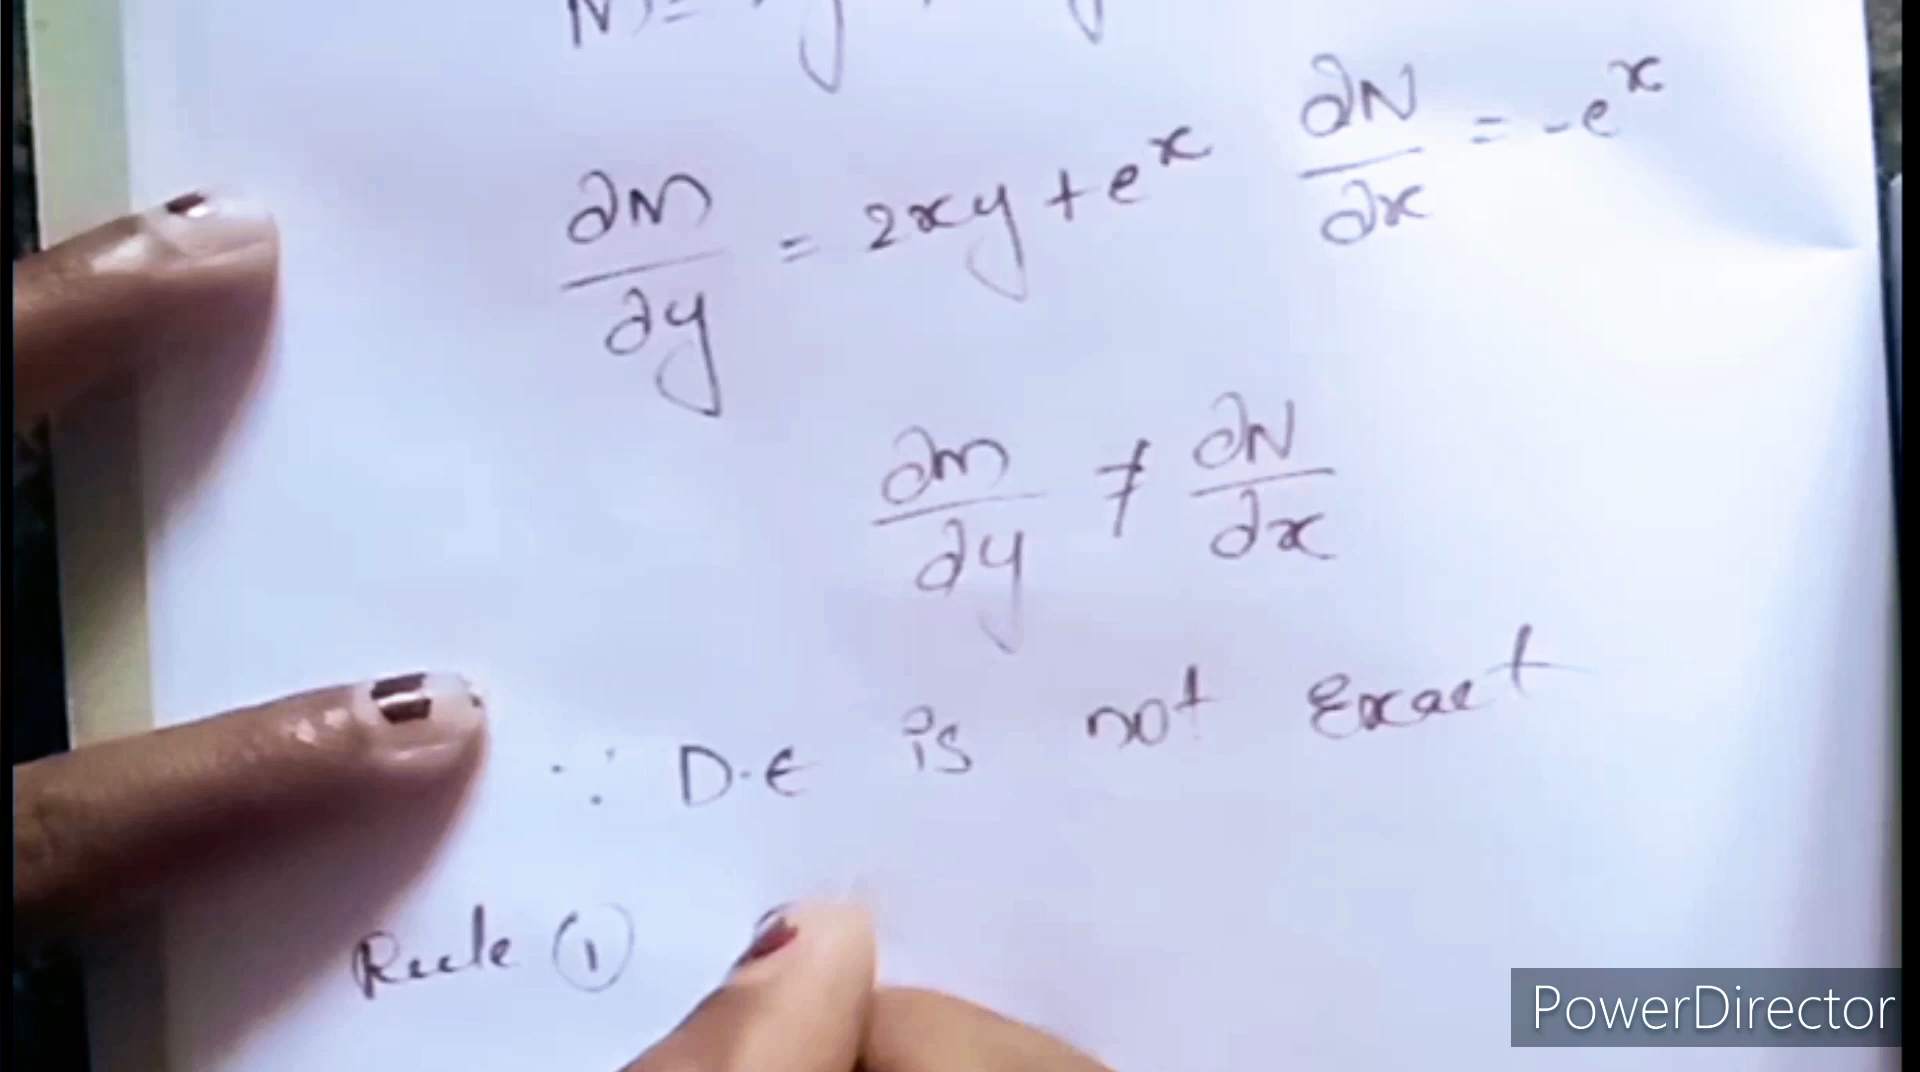 N =
∂M/∂y = 2xy + e^x ∂N/∂x = -e^x
∂m/∂y ≠ ∂N/∂x
∵ D.E is not Exact
Rule ①
PowerDirector